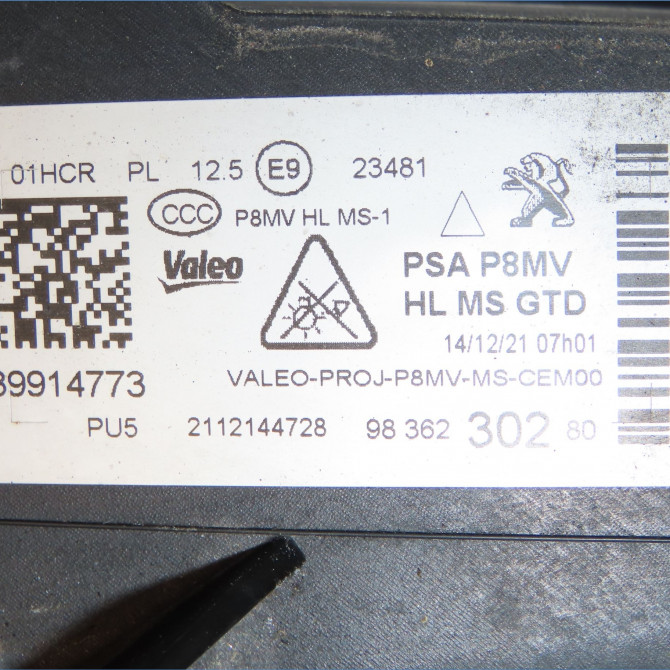 01HCR PL 12.5 E9 23481
CCC P8MV HL MS-1
Valeo
PSA P8MV
HL MS GTD
14/12/21 07h01
89914773
VALEO-PROJ-P8MV-MS-CEM00
PU5 2112144728 98 362 302 80